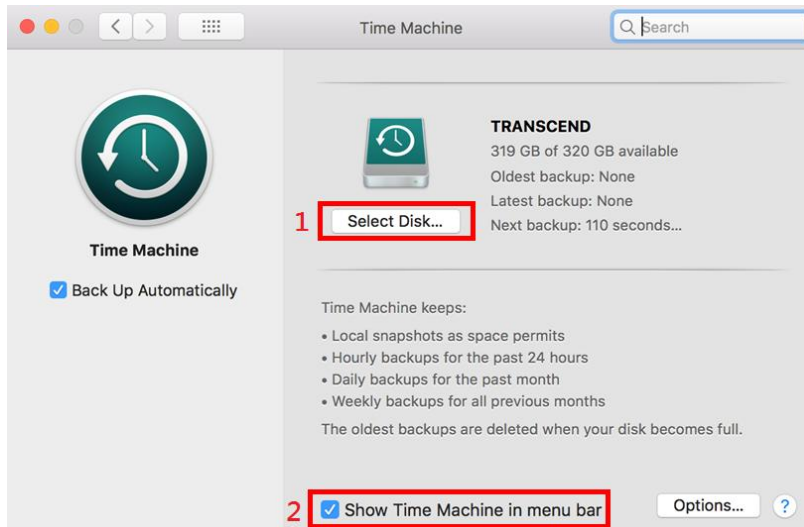 Time Machine
Search
TRANSCEND
319 GB of 320 GB available
Oldest backup: None
Latest backup: None
Next backup: 110 seconds...
1
Select Disk...
Time Machine
Back Up Automatically
Time Machine keeps:
• Local snapshots as space permits
• Hourly backups for the past 24 hours
• Daily backups for the past month
• Weekly backups for all previous months
The oldest backups are deleted when your disk becomes full.
2
Show Time Machine in menu bar
Options...
?